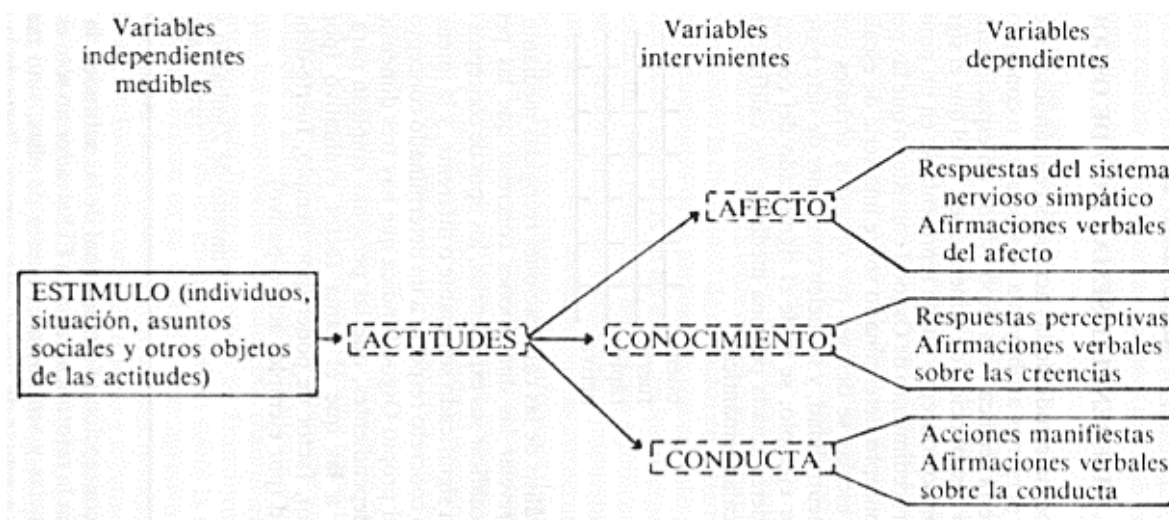 Variables
independientes
medibles
Variables
intervinientes
Variables
dependientes
ESTIMULO (individuos,
situación, asuntos
sociales y otros objetos
de las actitudes)
ACTITUDES
AFECTO
Respuestas del sistema
nervioso simpático
Afirmaciones verbales
del afecto
CONOCIMIENTO
Respuestas perceptivas
Afirmaciones verbales
sobre las creencias
CONDUCTA
Acciones manifiestas
Afirmaciones verbales
sobre la conducta